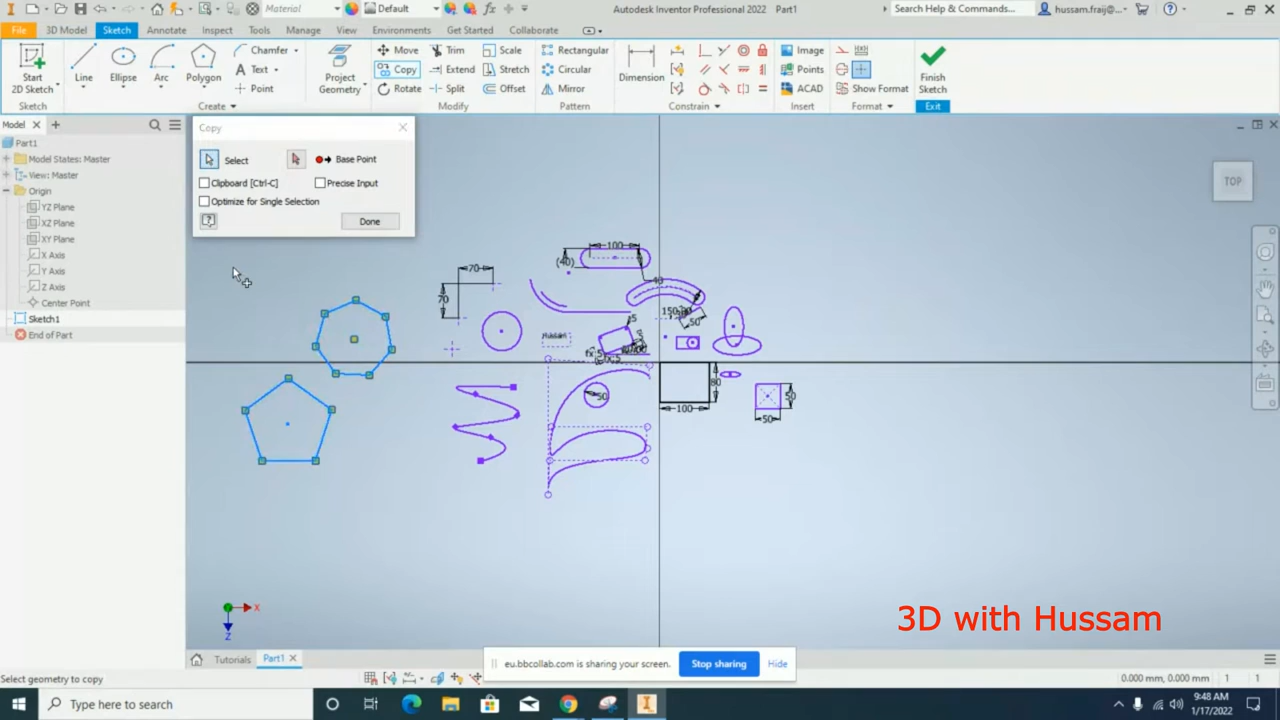 Material
Default
Autodesk Inventor Professional 2022 Part1
Search Help & Commands...
hussam.fraij@...
File
3D Model
Sketch
Annotate
Inspect
Tools
Manage
View
Environments
Get Started
Collaborate
Start
2D Sketch
Line
Ellipse
Arc
Polygon
Chamfer
Text
Point
Project
Geometry
Move
Copy
Rotate
Trim
Extend
Split
Scale
Stretch
Offset
Rectangular
Circular
Mirror
Dimension
Image
Points
ACAD
Show Format
Finish
Sketch
Sketch
Create
Modify
Pattern
Constrain
Insert
Format
Exit
Model
Part1
Model States: Master
View: Master
Origin
YZ Plane
XZ Plane
XY Plane
X Axis
Y Axis
Z Axis
Center Point
Sketch1
End of Part
Copy
Select
Base Point
Clipboard [Ctrl-C]
Precise Input
Optimize for Single Selection
Done
TOP
100
(40)
70
70
40
150
50
Hussam
50
80
100
50
50
X
Z
3D with Hussam
Tutorials
Part1
eu.bbcollab.com is sharing your screen.
Stop sharing
Hide
Select geometry to copy
0.000 mm, 0.000 mm
1
1
Type here to search
9:48 AM
1/17/2022